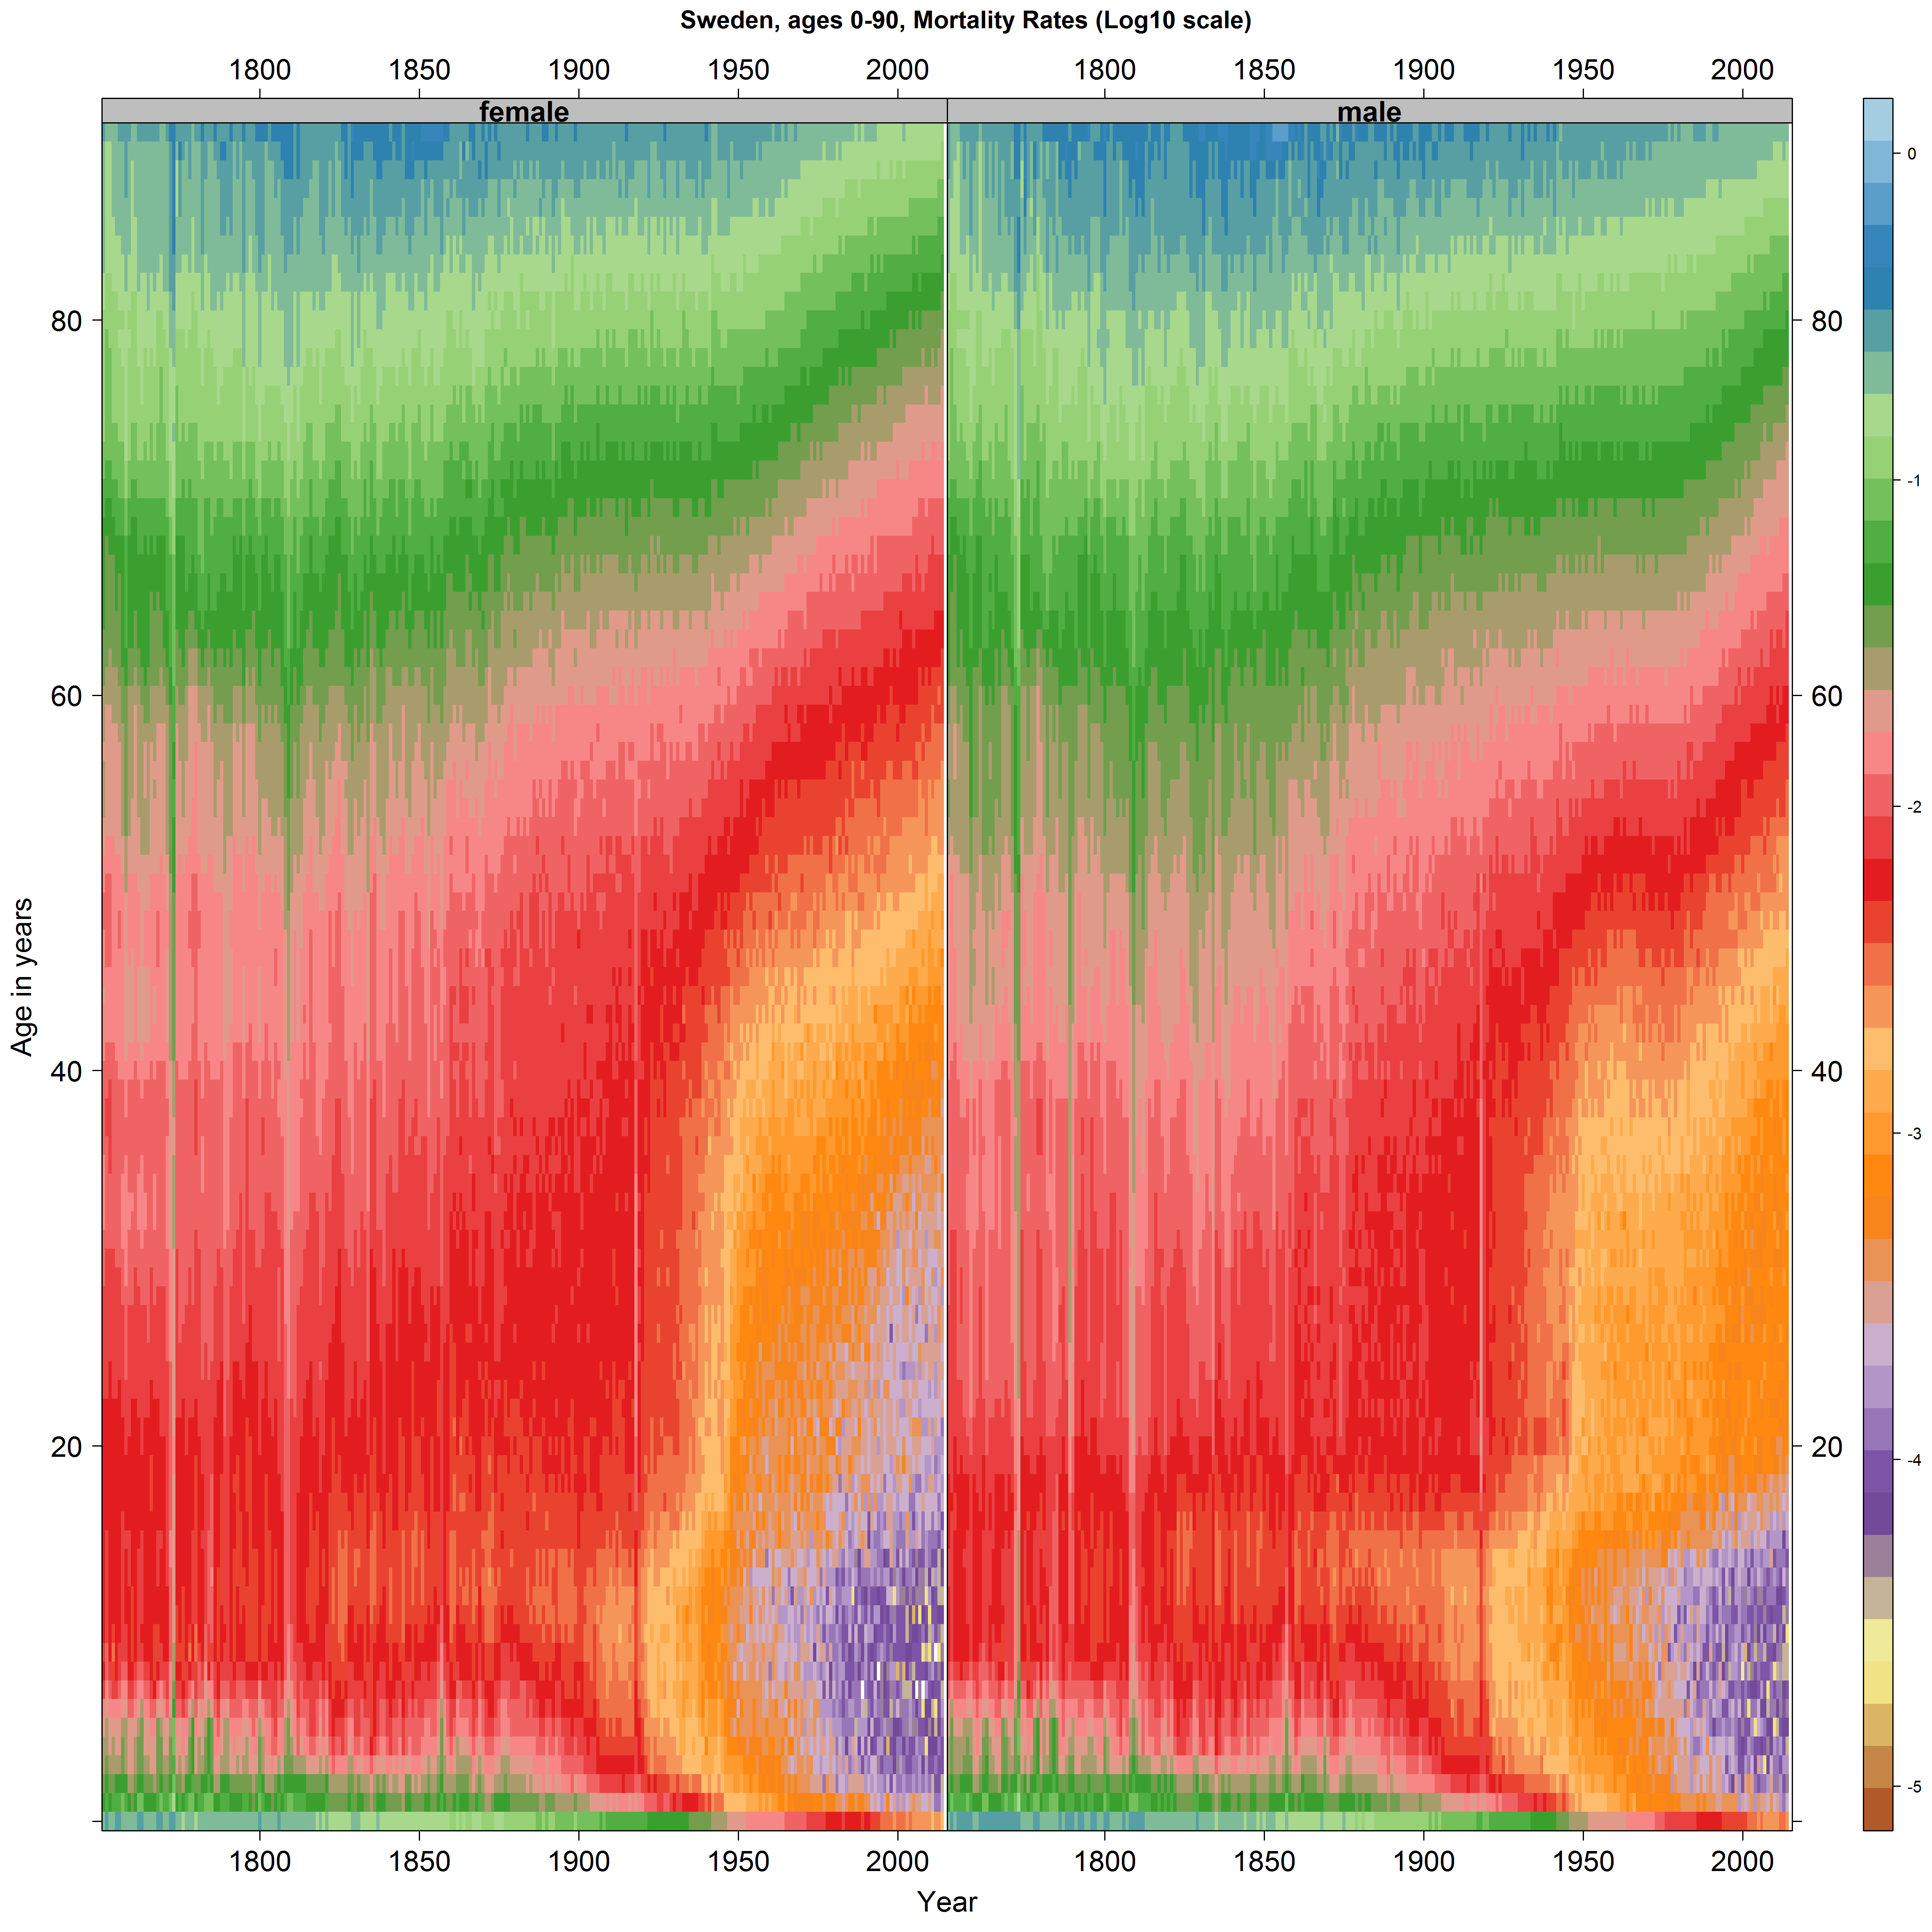 Sweden, ages 0-90, Mortality Rates (Log10 scale)
1800 1850 1900 1950 2000 1800 1850 1900 1950 2000
female male
0
80 80
-1
60 60
-2
Age in years
40 40
-3
20 20
-4
-5
1800 1850 1900 1950 2000 1800 1850 1900 1950 2000
Year